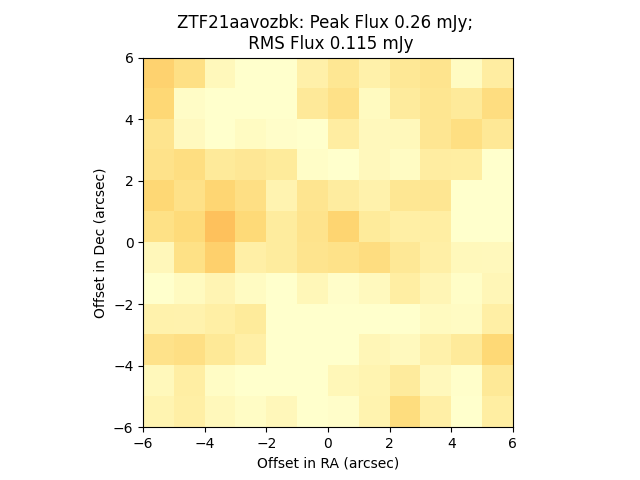 ZTF21aavozbk: Peak Flux 0.26 mJy;
RMS Flux 0.115 mJy
6
4
2
0
−2
−4
−6
Offset in Dec (arcsec)
−6 −4 −2 0 2 4 6
Offset in RA (arcsec)